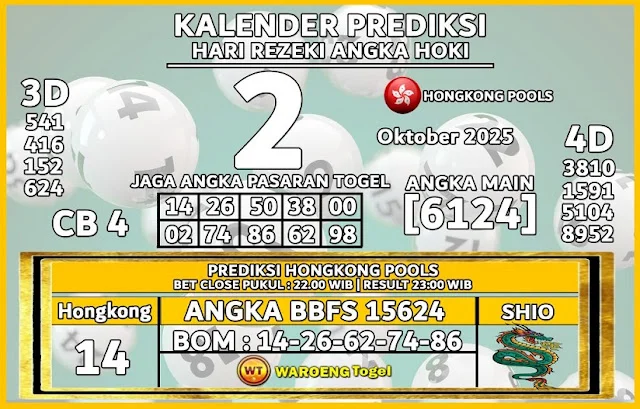 KALENDER PREDIKSI
HARI REZEKI ANGKA HOKI
2
3D
541
416
152
624
CB 4
HONGKONG POOLS
Oktober 2025
4D
3810
1591
5104
8952
JAGA ANGKA PASARAN TOGEL
14 26 50 38 00
02 74 86 62 98
ANGKA MAIN
[6124]
PREDIKSI HONGKONG POOLS
BET CLOSE PUKUL : 22.00 WIB | RESULT 23:00 WIB
Hongkong
14
ANGKA BBFS 15624
BOM : 14-26-62-74-86
WT WAROENG Togel
SHIO